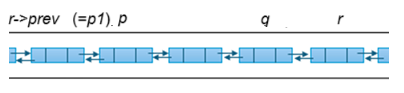 r->prev (=p1). p q r